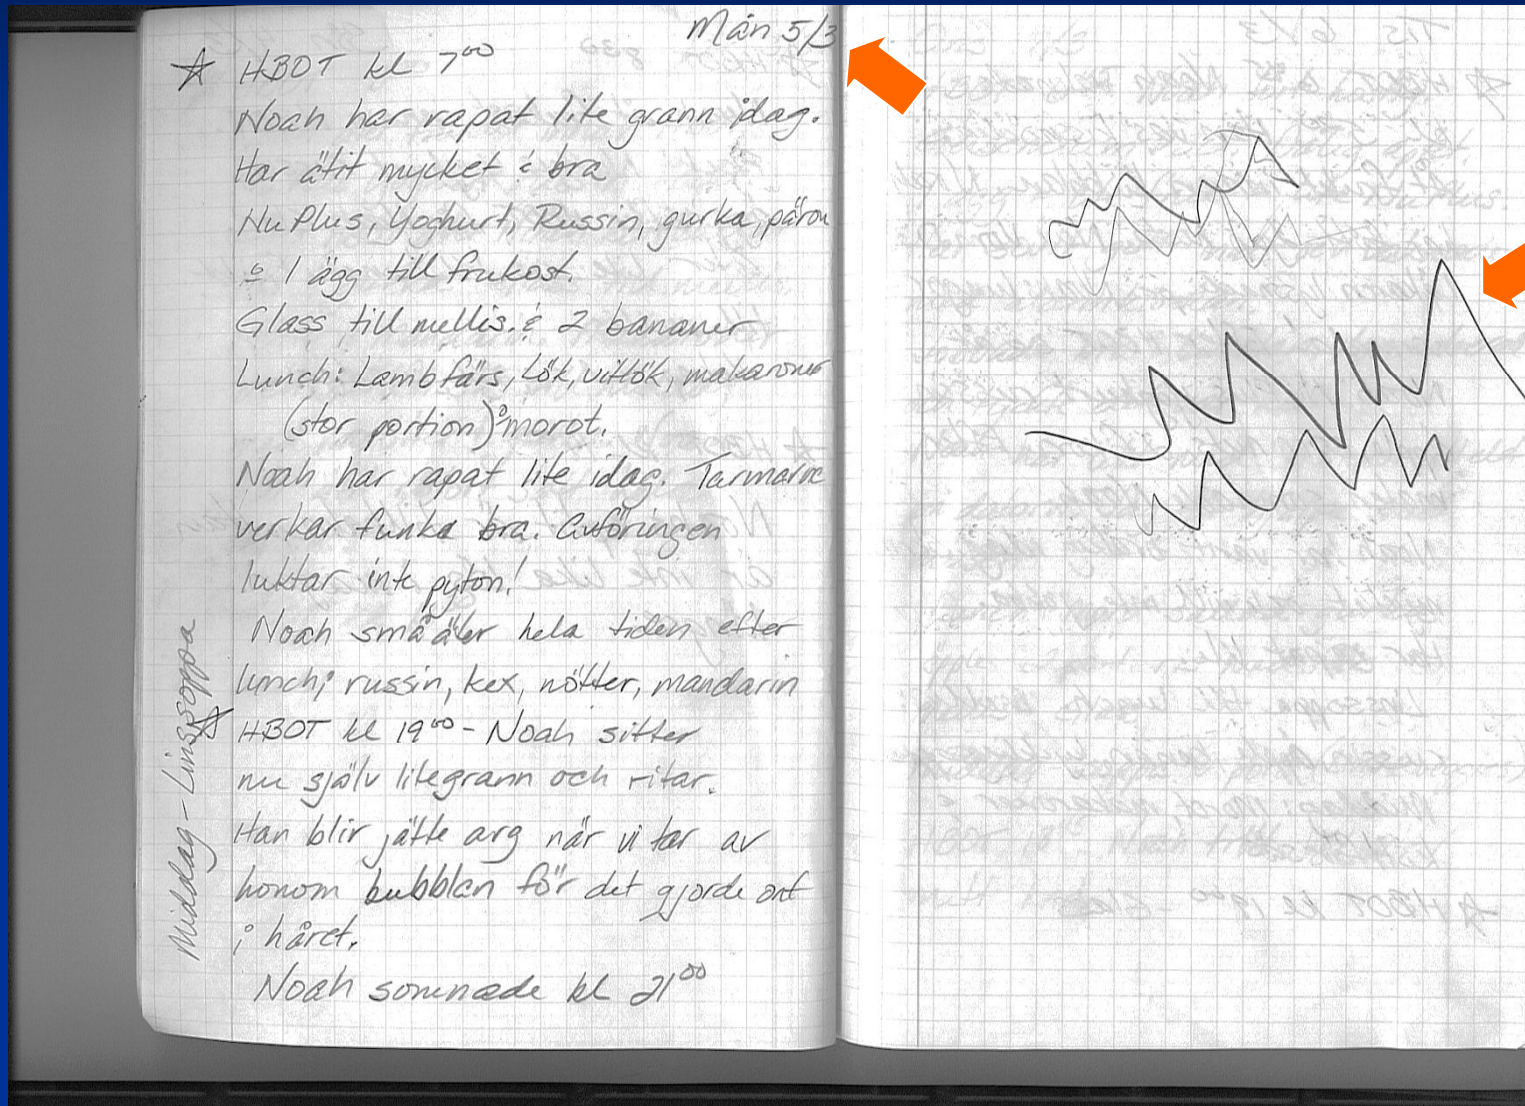 Mån 5/3
☆ HBOT kl 7⁰⁰
Noah har rapat lite grann idag.
Har ätit mycket & bra
NuPlus, Yoghurt, Russin, gurka, päron
& 1 ägg till frukost.
Glass till mellis. & 2 bananer
Lunch: Lambfärs, Lök, vitlök, makaroner
(stor portion) & morot.
Noah har rapat lite idag. Tarmarna
verkar funka bra. Avföringen
luktar inte pyton!
Noah småäter hela tiden efter
lunch; russin, kex, nötter, mandarin
☆ HBOT kl 19⁰⁰ - Noah sitter
nu själv litegrann och ritar.
Han blir jätte arg när vi tar av
honom bubblan för det gjorde ont
i håret.
Noah somnade kl 21⁰⁰
Middag - Linssoppa